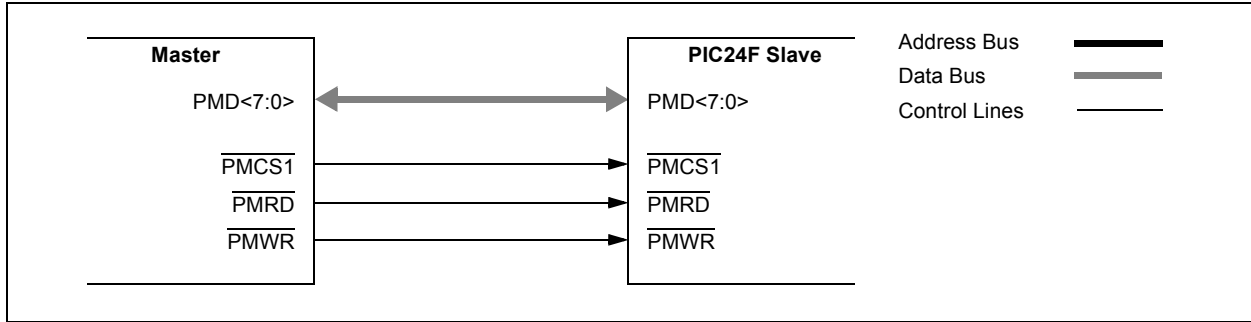 Master
PMD<7:0>
PMCS1
PMRD
PMWR
PIC24F Slave
PMD<7:0>
PMCS1
PMRD
PMWR
Address Bus
Data Bus
Control Lines